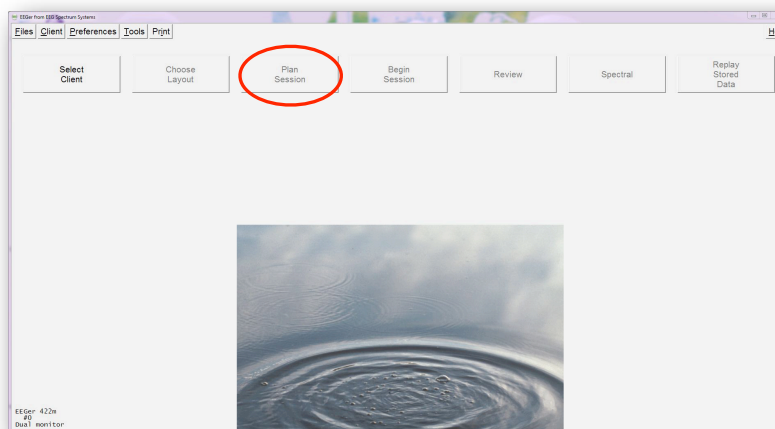 EEGer from EEG Spectrum Systems
Files Client Preferences Tools Print H
Select
Client
Choose
Layout
Plan
Session
Begin
Session
Review
Spectral
Replay
Stored
Data
EEGer 422m
#0
Dual monitor